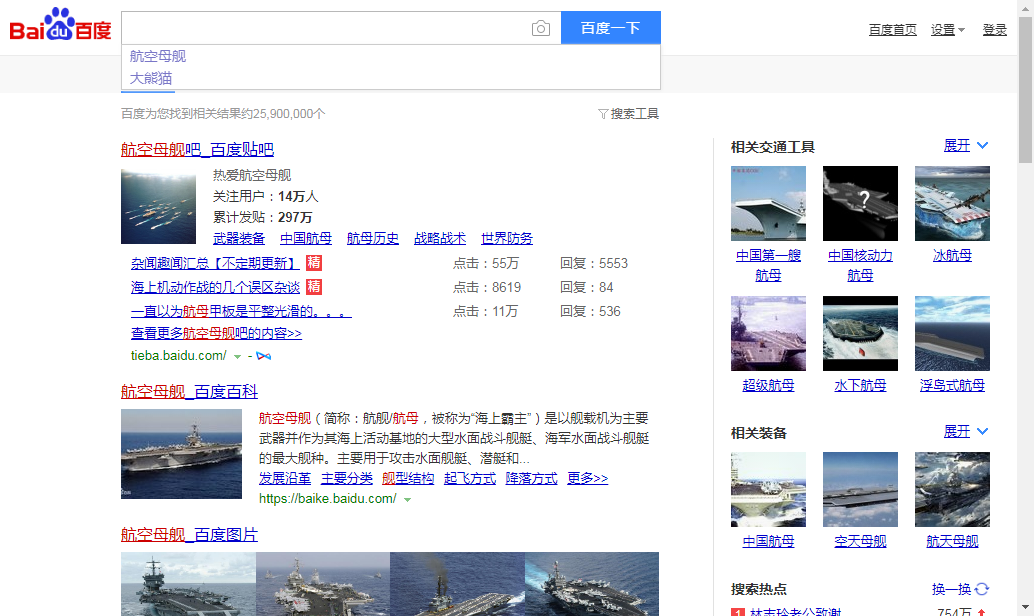 Bai du 百度
百度一下
百度首页 设置 登录
航空母舰
大熊猫
百度为您找到相关结果约25,900,000个
搜索工具
航空母舰吧_百度贴吧
热爱航空母舰
关注用户：14万人
累计发贴：297万
武器装备 中国航母 航母历史 战略战术 世界防务
杂闻趣闻汇总【不定期更新】 精 点击：55万 回复：5553
海上机动作战的几个误区杂谈 精 点击：8619 回复：84
一直以为航母甲板是平整光滑的。。。 点击：11万 回复：536
查看更多航空母舰吧的内容>>
tieba.baidu.com/ -
航空母舰_百度百科
航空母舰（简称：航舰/航母，被称为“海上霸主”）是以舰载机为主要
武器并作为其海上活动基地的大型水面战斗舰艇、海军水面战斗舰艇
的最大舰种。主要用于攻击水面舰艇、潜艇和...
发展沿革 主要分类 舰型结构 起飞方式 降落方式 更多>>
https://baike.baidu.com/
航空母舰_百度图片
相关交通工具 展开
?
中国第一艘
航母
中国核动力
航母
冰航母
超级航母 水下航母 浮岛式航母
相关装备 展开
中国航母 空天母舰 航天母舰
搜索热点 换一换
1 林志玲老公致谢 754万